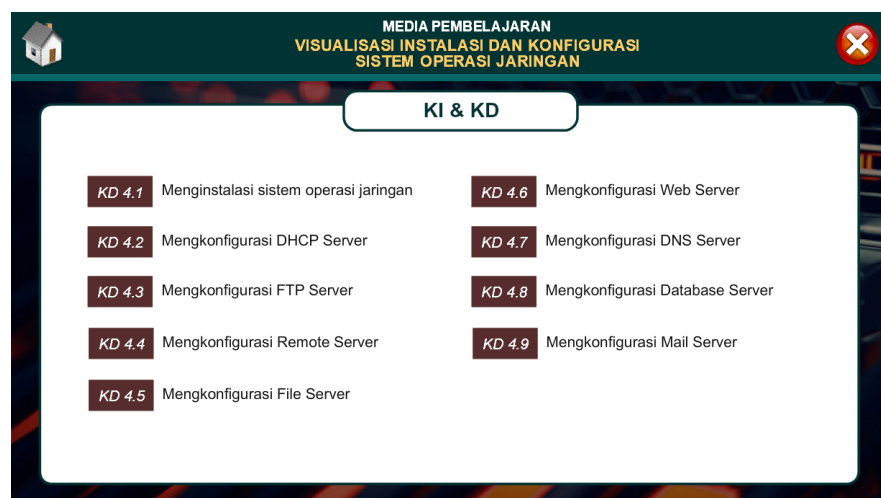 MEDIA PEMBELAJARAN
VISUALISASI INSTALASI DAN KONFIGURASI
SISTEM OPERASI JARINGAN
KI & KD
KD 4.1 Menginstalasi sistem operasi jaringan
KD 4.2 Mengkonfigurasi DHCP Server
KD 4.3 Mengkonfigurasi FTP Server
KD 4.4 Mengkonfigurasi Remote Server
KD 4.5 Mengkonfigurasi File Server
KD 4.6 Mengkonfigurasi Web Server
KD 4.7 Mengkonfigurasi DNS Server
KD 4.8 Mengkonfigurasi Database Server
KD 4.9 Mengkonfigurasi Mail Server